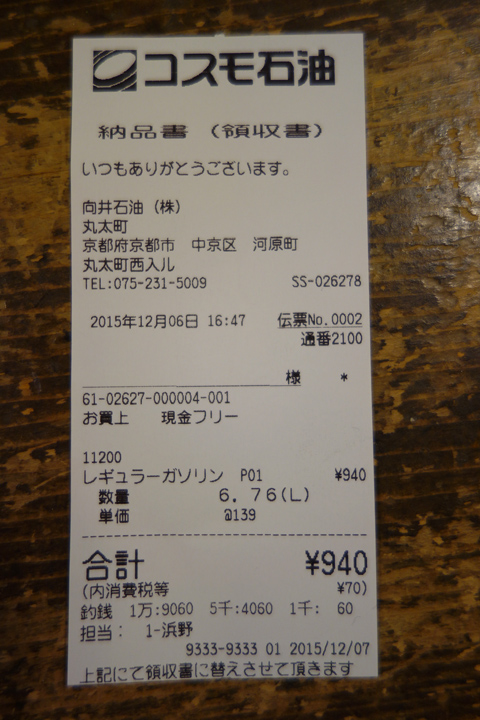 コスモ石油
納品書 (領収書)
いつもありがとうございます。
向井石油 (株)
丸太町
京都府京都市 中京区 河原町
丸太町西入ル
TEL:075-231-5009 SS-026278
2015年12月06日 16:47 伝票No.0002
通番2100
様 *
61-02627-000004-001
お買上 現金フリー
11200
レギュラーガソリン P01 ¥940
数量 6.76(L)
単価 @139
合計 ¥940
(内消費税等 ¥70)
釣銭 1万:9060 5千:4060 1千: 60
担当: 1-浜野
9333-9333 01 2015/12/07
上記にて領収書に替えさせて頂きます